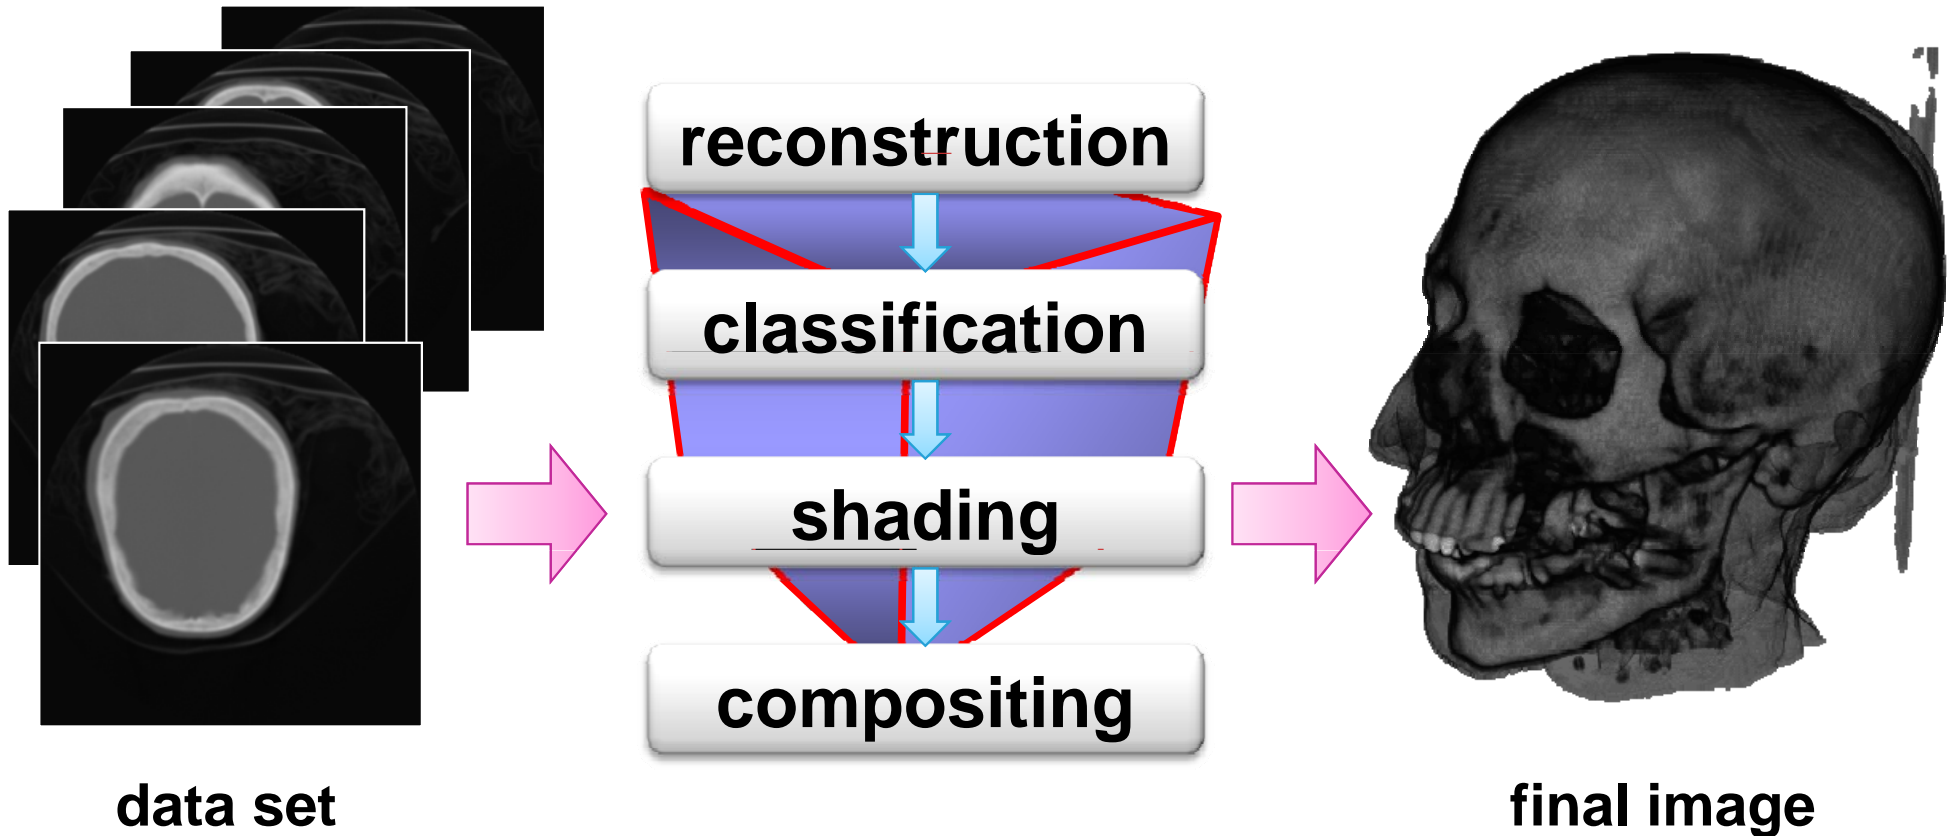 reconstruction
classification
shading
compositing
data set
final image